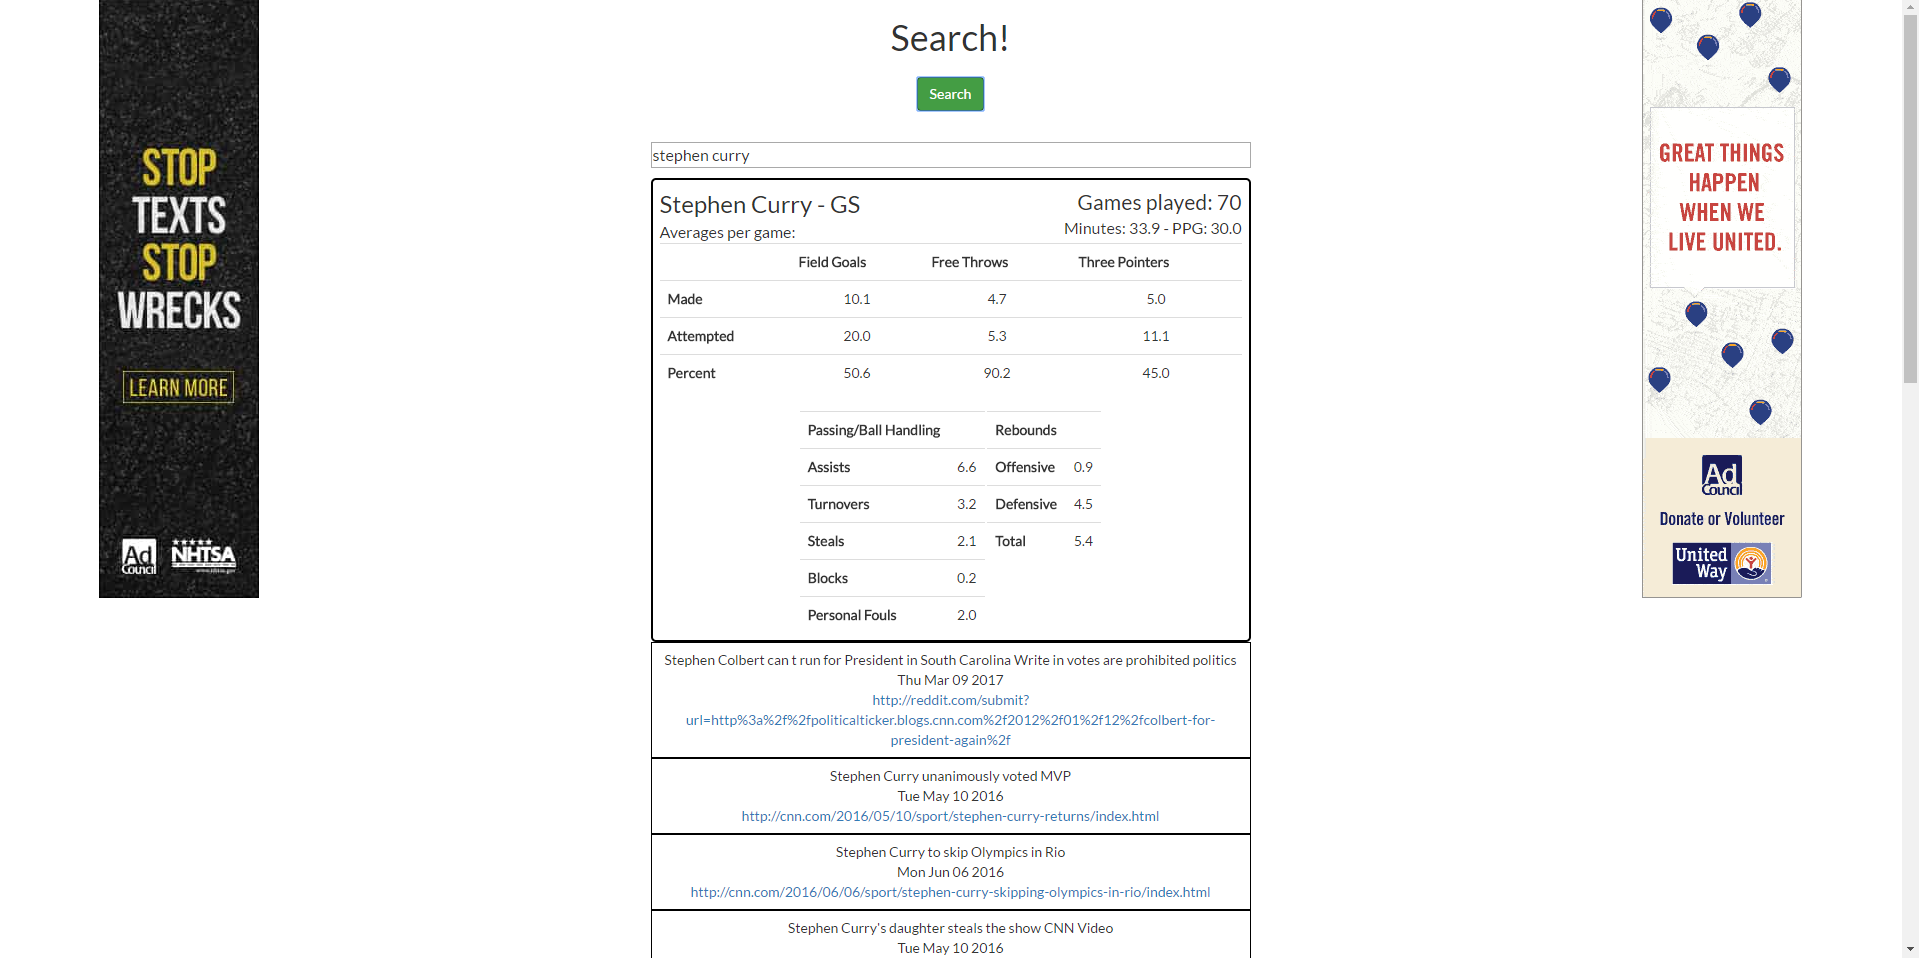 Search!
Search
stephen curry
Stephen Curry - GS
Games played: 70
Averages per game:
Minutes: 33.9 - PPG: 30.0
Field Goals Free Throws Three Pointers
Made 10.1 4.7 5.0
Attempted 20.0 5.3 11.1
Percent 50.6 90.2 45.0
Passing/Ball Handling
Assists 6.6
Turnovers 3.2
Steals 2.1
Blocks 0.2
Personal Fouls 2.0
Rebounds
Offensive 0.9
Defensive 4.5
Total 5.4
Stephen Colbert can t run for President in South Carolina Write in votes are prohibited politics
Thu Mar 09 2017
http://reddit.com/submit?
url=http%3a%2f%2fpoliticalticker.blogs.cnn.com%2f2012%2f01%2f12%2fcolbert-for-
president-again%2f
Stephen Curry unanimously voted MVP
Tue May 10 2016
http://cnn.com/2016/05/10/sport/stephen-curry-returns/index.html
Stephen Curry to skip Olympics in Rio
Mon Jun 06 2016
http://cnn.com/2016/06/06/sport/stephen-curry-skipping-olympics-in-rio/index.html
Stephen Curry's daughter steals the show CNN Video
Tue May 10 2016
STOP
TEXTS
STOP
WRECKS
LEARN MORE
Ad
Council
NHTSA
GREAT THINGS
HAPPEN
WHEN WE
LIVE UNITED.
Ad
Council
Donate or Volunteer
United
Way